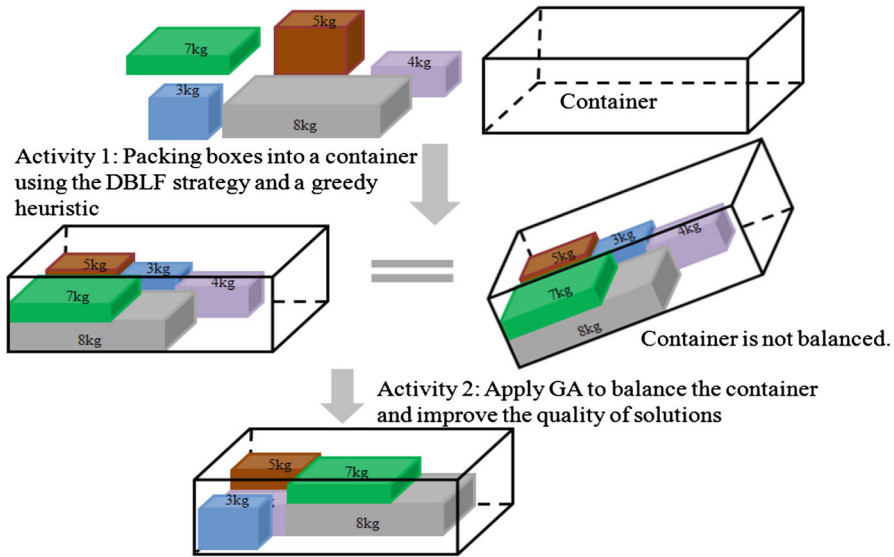 7kg
5kg
4kg
3kg
8kg
Container
Activity 1: Packing boxes into a container
using the DBLF strategy and a greedy
heuristic
5kg
3kg
4kg
7kg
8kg
5kg
3kg
4kg
7kg
8kg
Container is not balanced.
Activity 2: Apply GA to balance the container
and improve the quality of solutions
5kg
7kg
3kg
8kg